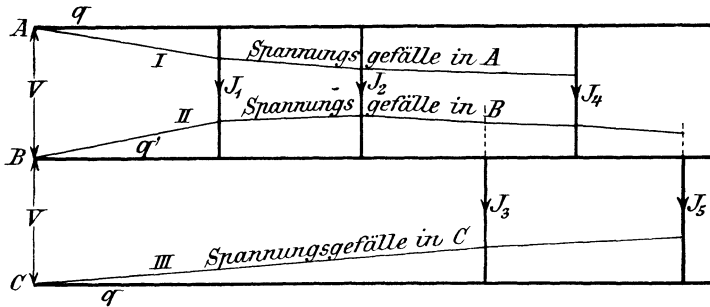 q
A
I
Spannungsgefälle in A
J₁
J₂
J₄
V
II
Spannungsgefälle in B
q'
B
V
J₃
J₅
III
Spannungsgefälle in C
C
q